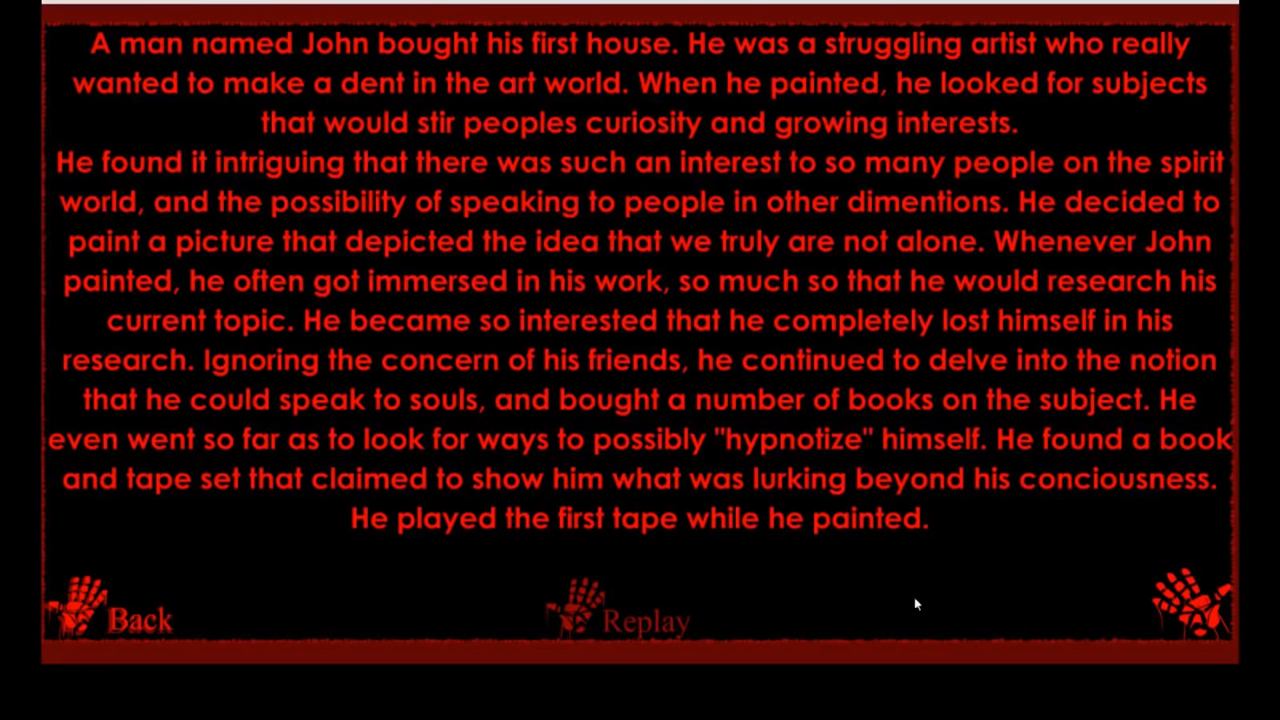 A man named John bought his first house. He was a struggling artist who really
wanted to make a dent in the art world. When he painted, he looked for subjects
that would stir peoples curiosity and growing interests.
He found it intriguing that there was such an interest to so many people on the spirit
world, and the possibility of speaking to people in other dimentions. He decided to
paint a picture that depicted the idea that we truly are not alone. Whenever John
painted, he often got immersed in his work, so much so that he would research his
current topic. He became so interested that he completely lost himself in his
research. Ignoring the concern of his friends, he continued to delve into the notion
that he could speak to souls, and bought a number of books on the subject. He
even went so far as to look for ways to possibly "hypnotize" himself. He found a book
and tape set that claimed to show him what was lurking beyond his conciousness.
He played the first tape while he painted.
Back
Replay